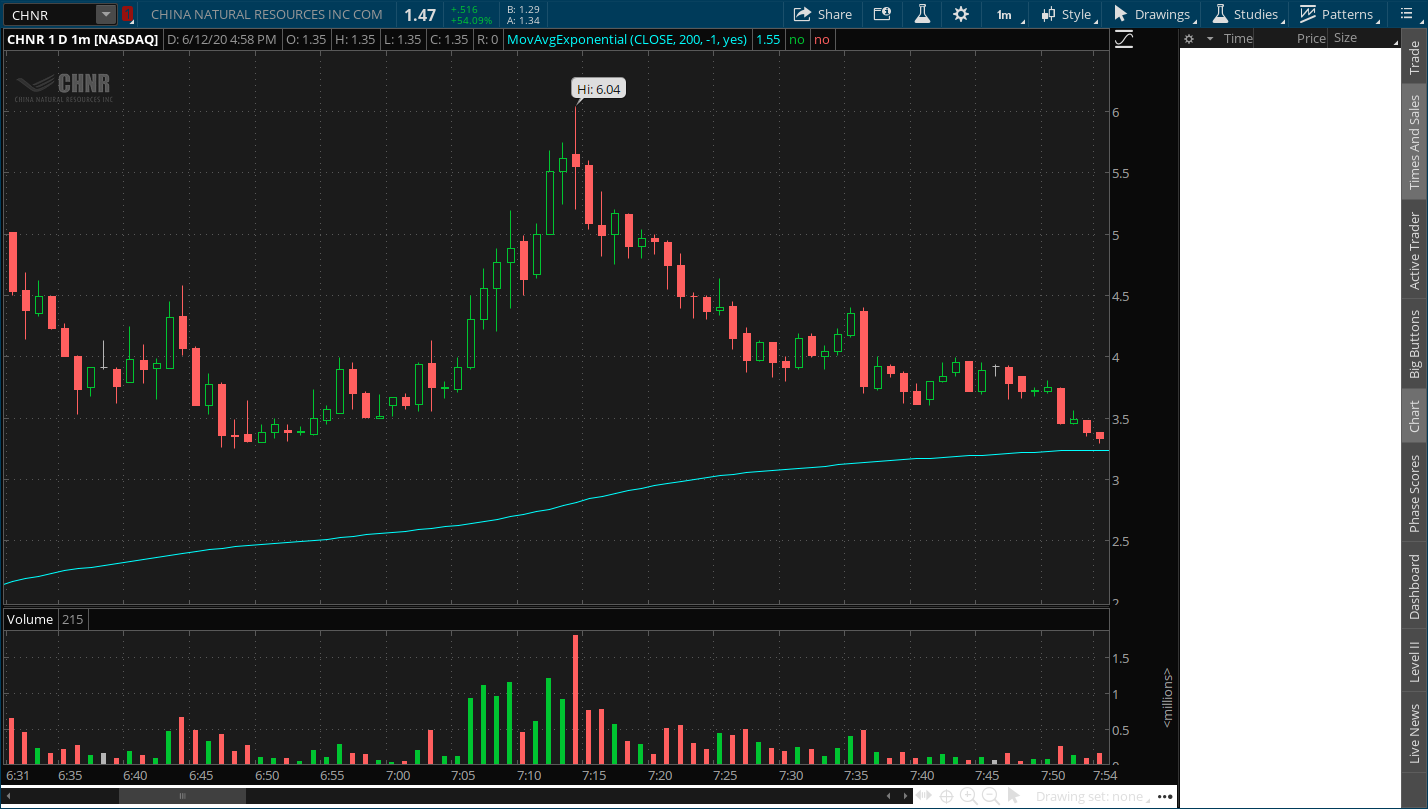 CHNR 1 CHINA NATURAL RESOURCES INC COM 1.47 +.516 +54.09% B: 1.29 A: 1.34 Share 1m Style Drawings Studies Patterns
CHNR 1 D 1m [NASDAQ] D: 6/12/20 4:58 PM O: 1.35 H: 1.35 L: 1.35 C: 1.35 R: 0 MovAvgExponential (CLOSE, 200, -1, yes) 1.55 no no
Time Price Size
CHNR
CHINA NATURAL RESOURCES INC
Hi: 6.04
6
5.5
5
4.5
4
3.5
3
2.5
2
Volume 215
1.5
1
0.5
0
<millions>
6:31 6:35 6:40 6:45 6:50 6:55 7:00 7:05 7:10 7:15 7:20 7:25 7:30 7:35 7:40 7:45 7:50 7:54
Drawing set: none
Trade
Times And Sales
Active Trader
Big Buttons
Chart
Phase Scores
Dashboard
Level II
Live News